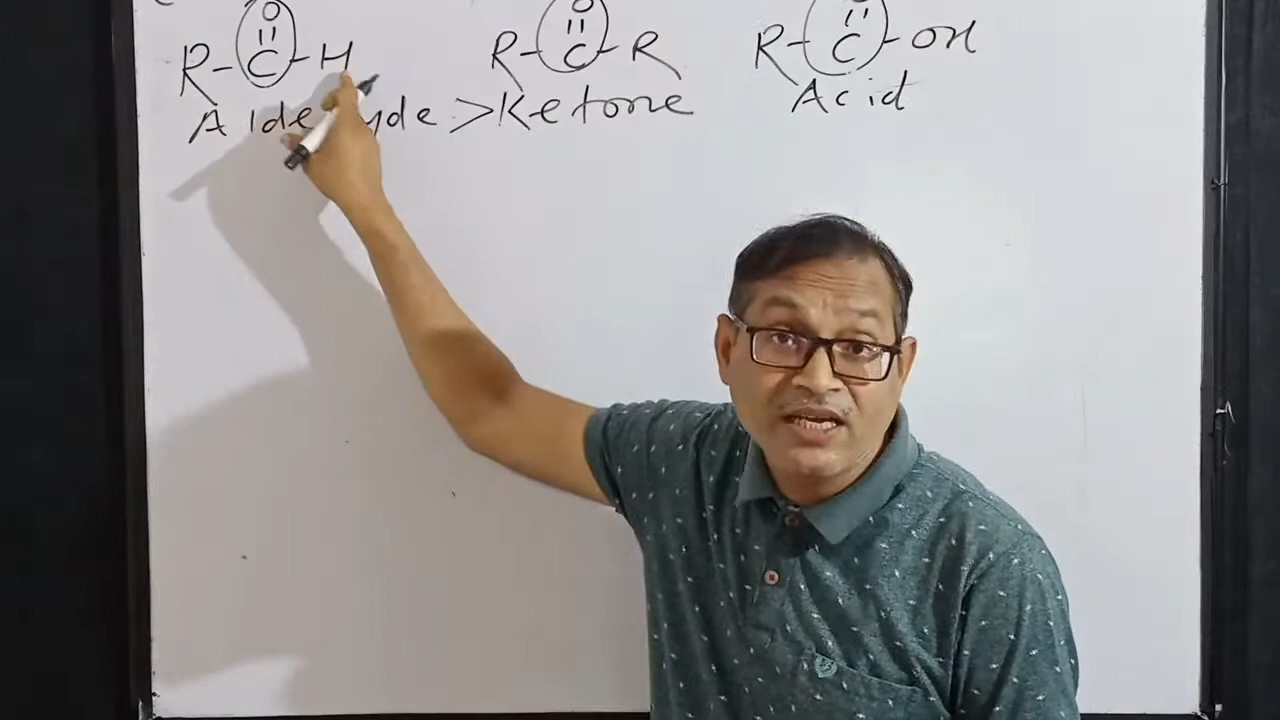 O O O
|| || ||
R-C-H R-C-R R-C-OH
Aldehyde > Ketone Acid